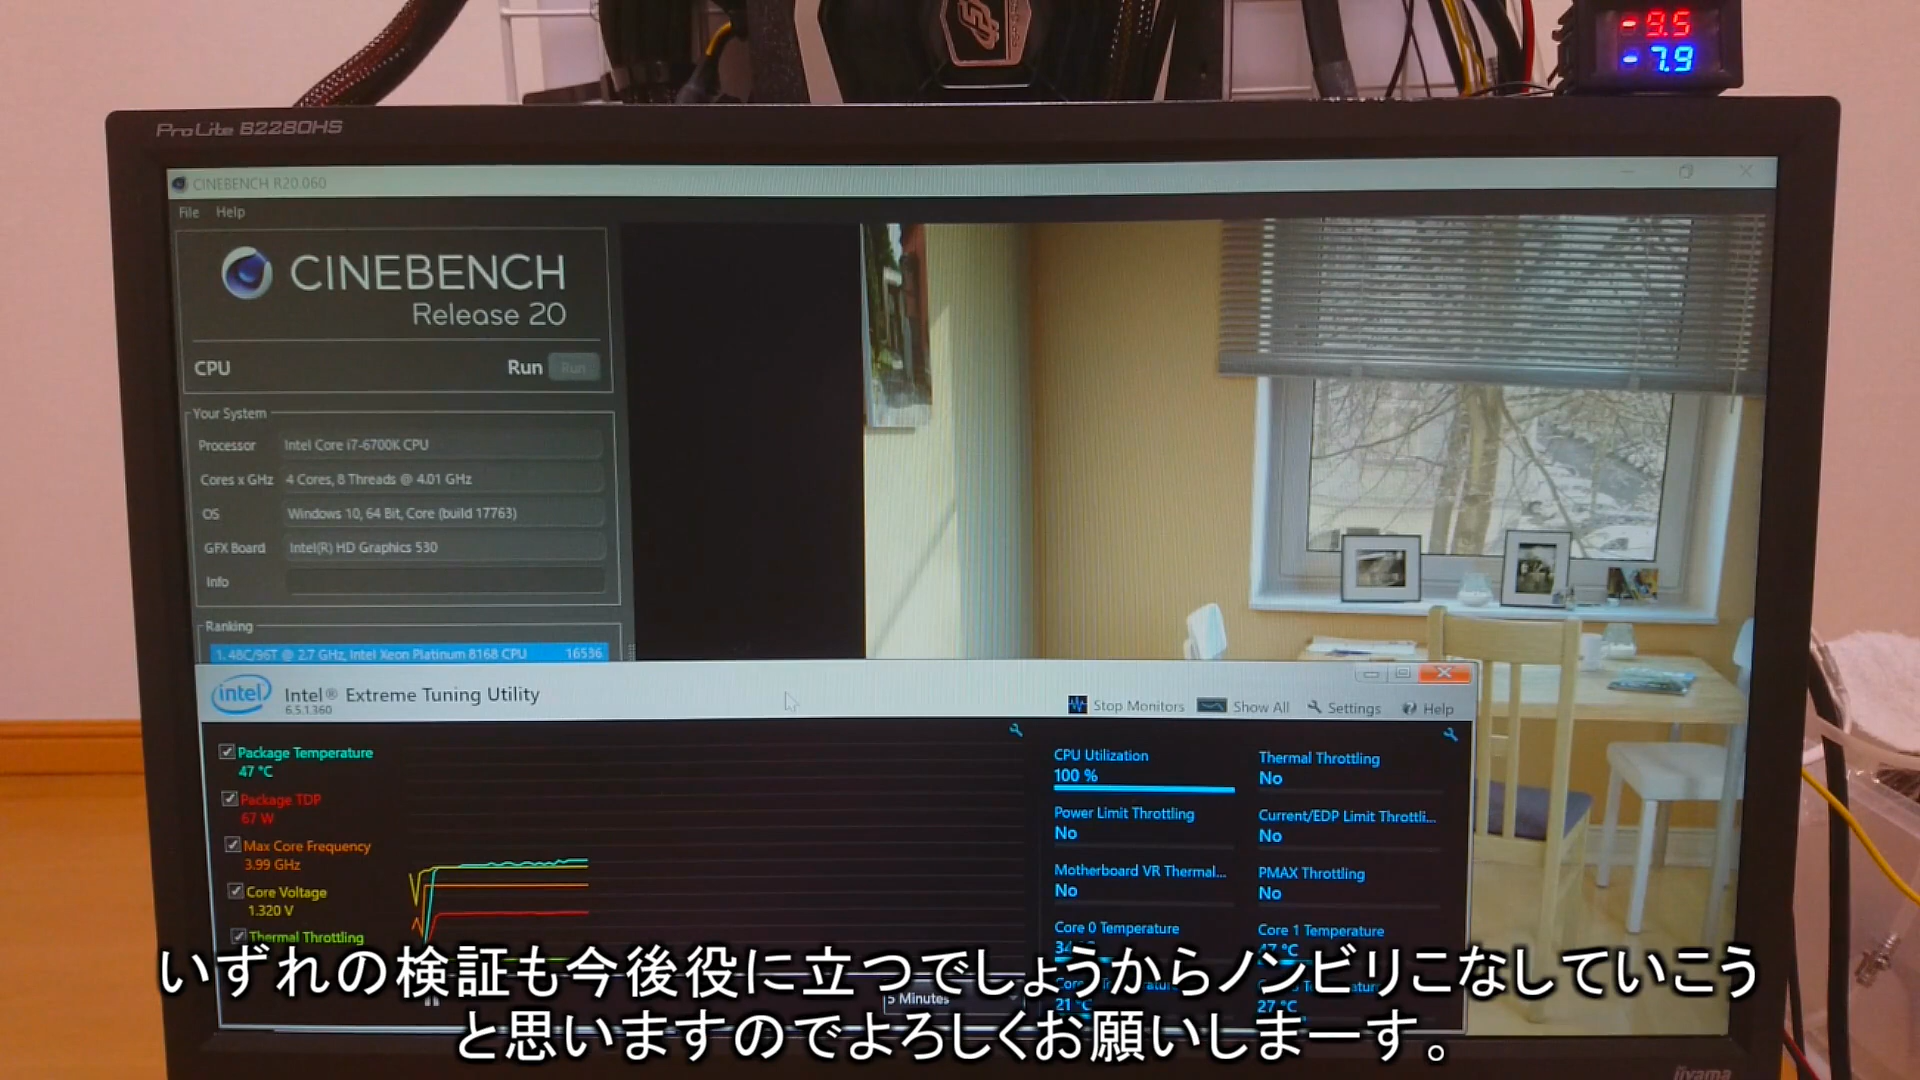 -9.5
-7.9
ProLite B2280HS
CINEBENCH R20.060
File Help
CINEBENCH
Release 20
CPU Run Run
Your System
Processor Intel Core i7-6700K CPU
Cores x GHz 4 Cores, 8 Threads @ 4.01 GHz
OS Windows 10, 64 Bit, Core (build 17763)
GFX Board Intel(R) HD Graphics 530
Info
Ranking
1. 48C/96T @ 2.7 GHz, Intel Xeon Platinum 8168 CPU 16536
intel Intel® Extreme Tuning Utility
6.5.1.360
Stop Monitors Show All Settings Help
Package Temperature
47 °C
Package TDP
67 W
Max Core Frequency
3.99 GHz
Core Voltage
1.320 V
Thermal Throttling
CPU Utilization
100 %
Thermal Throttling
No
Power Limit Throttling
No
Current/EDP Limit Throttli...
No
Motherboard VR Thermal...
No
PMAX Throttling
No
Core 0 Temperature
Core 1 Temperature
47 °C
21 °C
27 °C
5 Minutes
いずれの検証も今後役に立つでしょうからノンビリこなしていこう
と思いますのでよろしくお願いしまーす。
iiyama